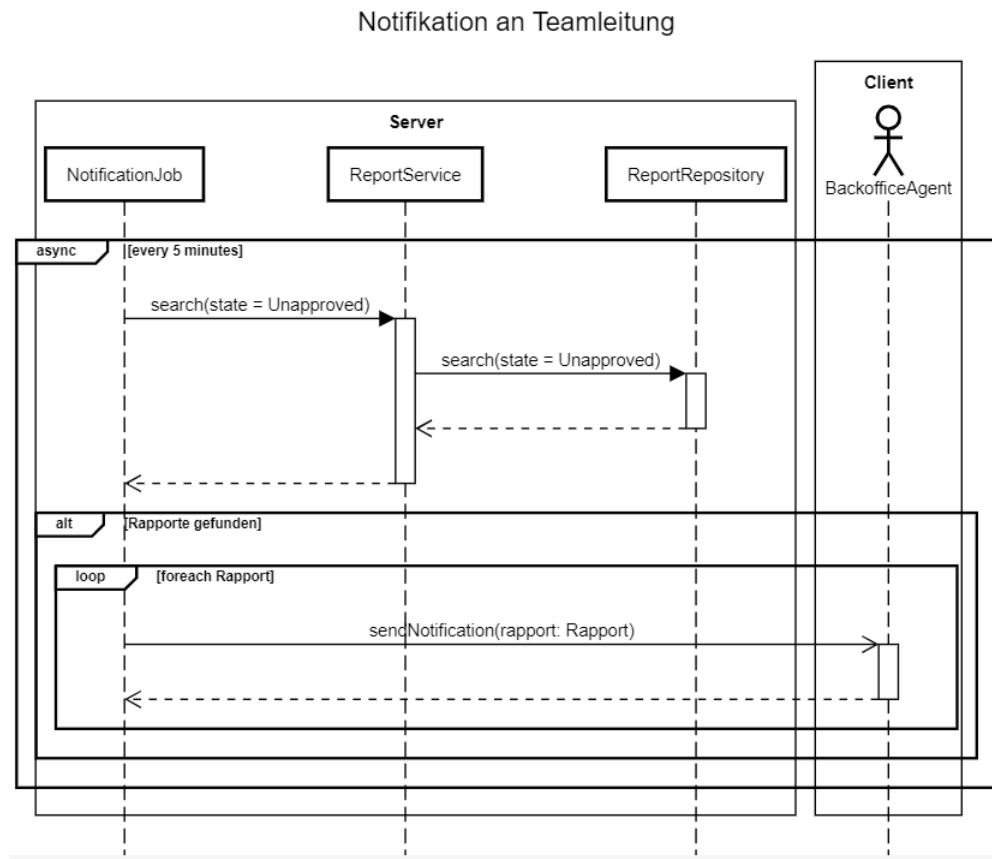 Notifikation an Teamleitung
Client
Server
NotificationJob
ReportService
ReportRepository
BackofficeAgent
async
[every 5 minutes]
search(state = Unapproved)
search(state = Unapproved)
alt
[Rapporte gefunden]
loop
[foreach Rapport]
sendNotification(rapport: Rapport)